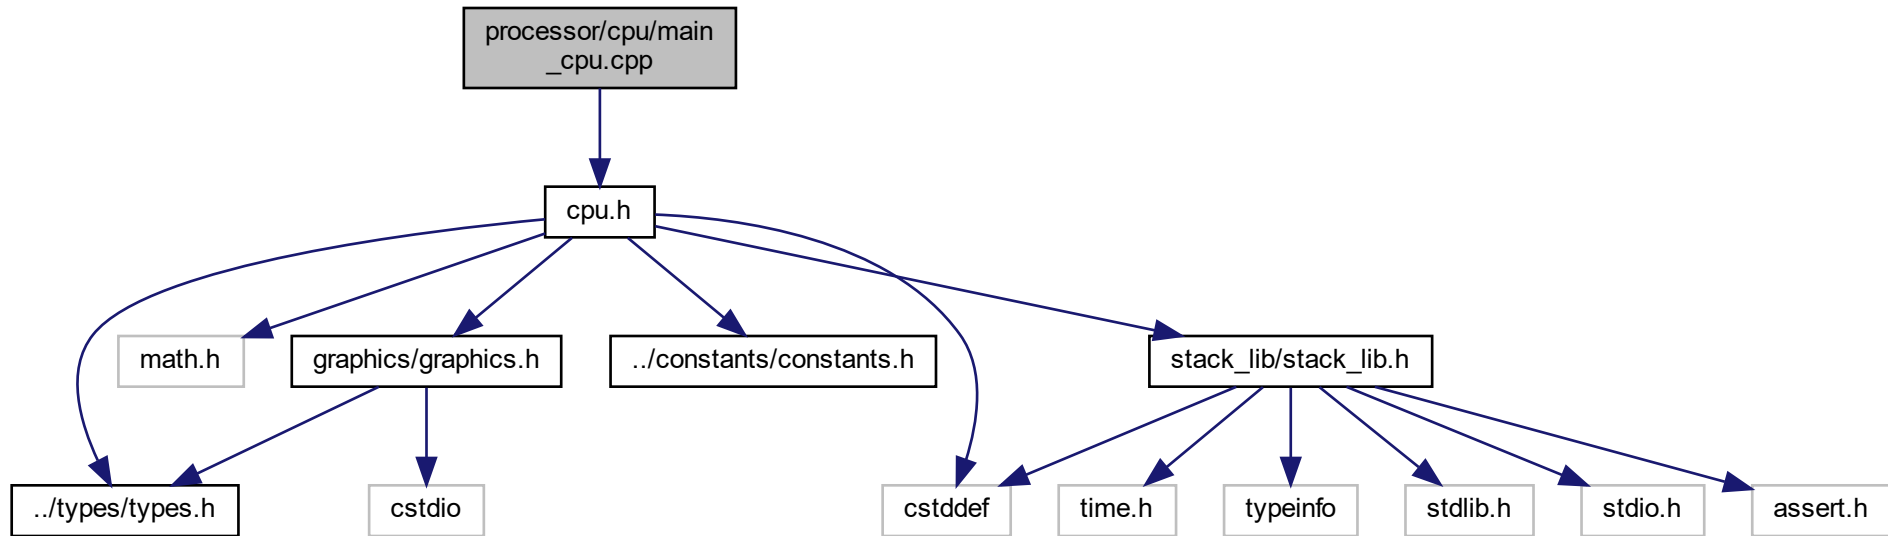 processor/cpu/main
_cpu.cpp
cpu.h
math.h
graphics/graphics.h
../constants/constants.h
stack_lib/stack_lib.h
../types/types.h
cstdio
cstddef
time.h
typeinfo
stdlib.h
stdio.h
assert.h